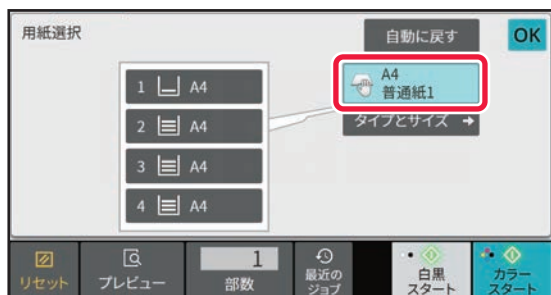 用紙選択
自動に戻す
OK
1 A4
2 A4
3 A4
4 A4
A4
普通紙1
タイプとサイズ
リセット
プレビュー
1
部数
最近の
ジョブ
白黒
スタート
カラー
スタート